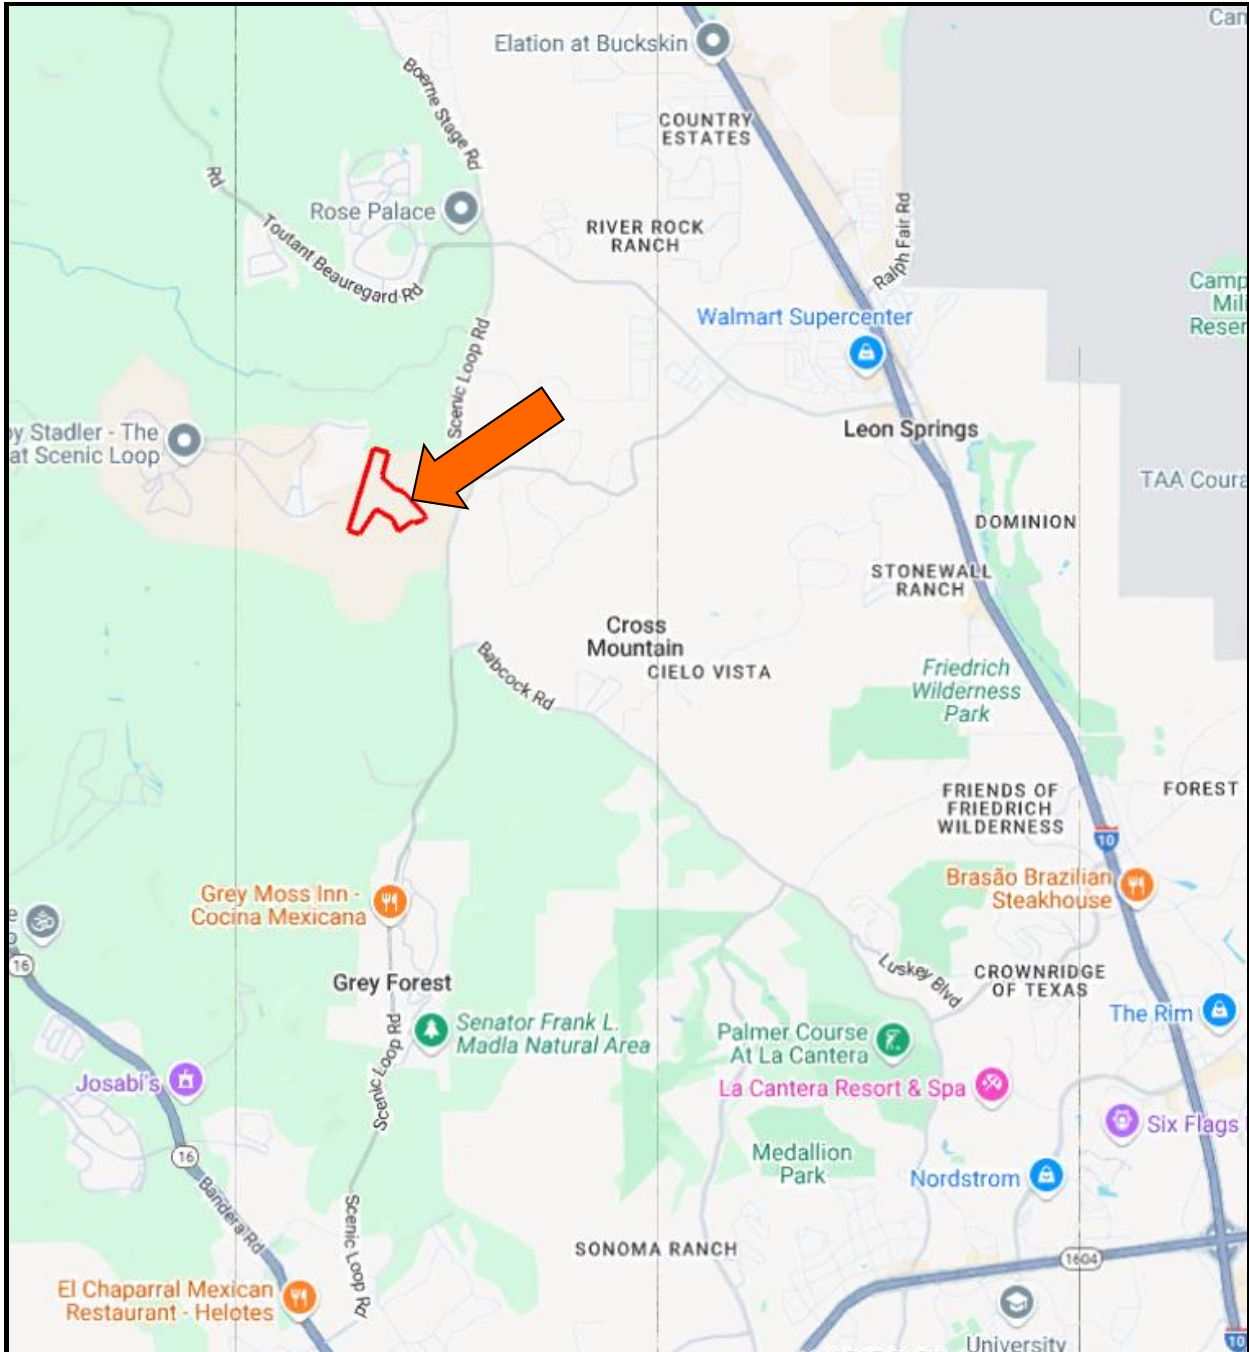 Elation at Buckskin
Boerne Stage Rd
COUNTRY
ESTATES
Rd
Rose Palace
Toutant Beauregard Rd
RIVER ROCK
RANCH
Ralph Fair Rd
Camp
Mili
Reser
Walmart Supercenter
Scenic Loop Rd
y Stadler - The
at Scenic Loop
Leon Springs
TAA Coura
DOMINION
STONEWALL
RANCH
Cross
Mountain
CIELO VISTA
Babcock Rd
Friedrich
Wilderness
Park
FRIENDS OF
FRIEDRICH
WILDERNESS
FOREST
10
Grey Moss Inn -
Cocina Mexicana
Brasão Brazilian
Steakhouse
16
Grey Forest
Luskey Blvd
CROWNRIDGE
OF TEXAS
The Rim
Senator Frank L.
Madla Natural Area
Scenic Loop Rd
Palmer Course
At La Cantera
Josabi's
La Cantera Resort & Spa
Six Flags
16
Medallion
Park
Nordstrom
Bandera Rd
Scenic Loop Rd
SONOMA RANCH
1604
El Chaparral Mexican
Restaurant - Helotes
University
10